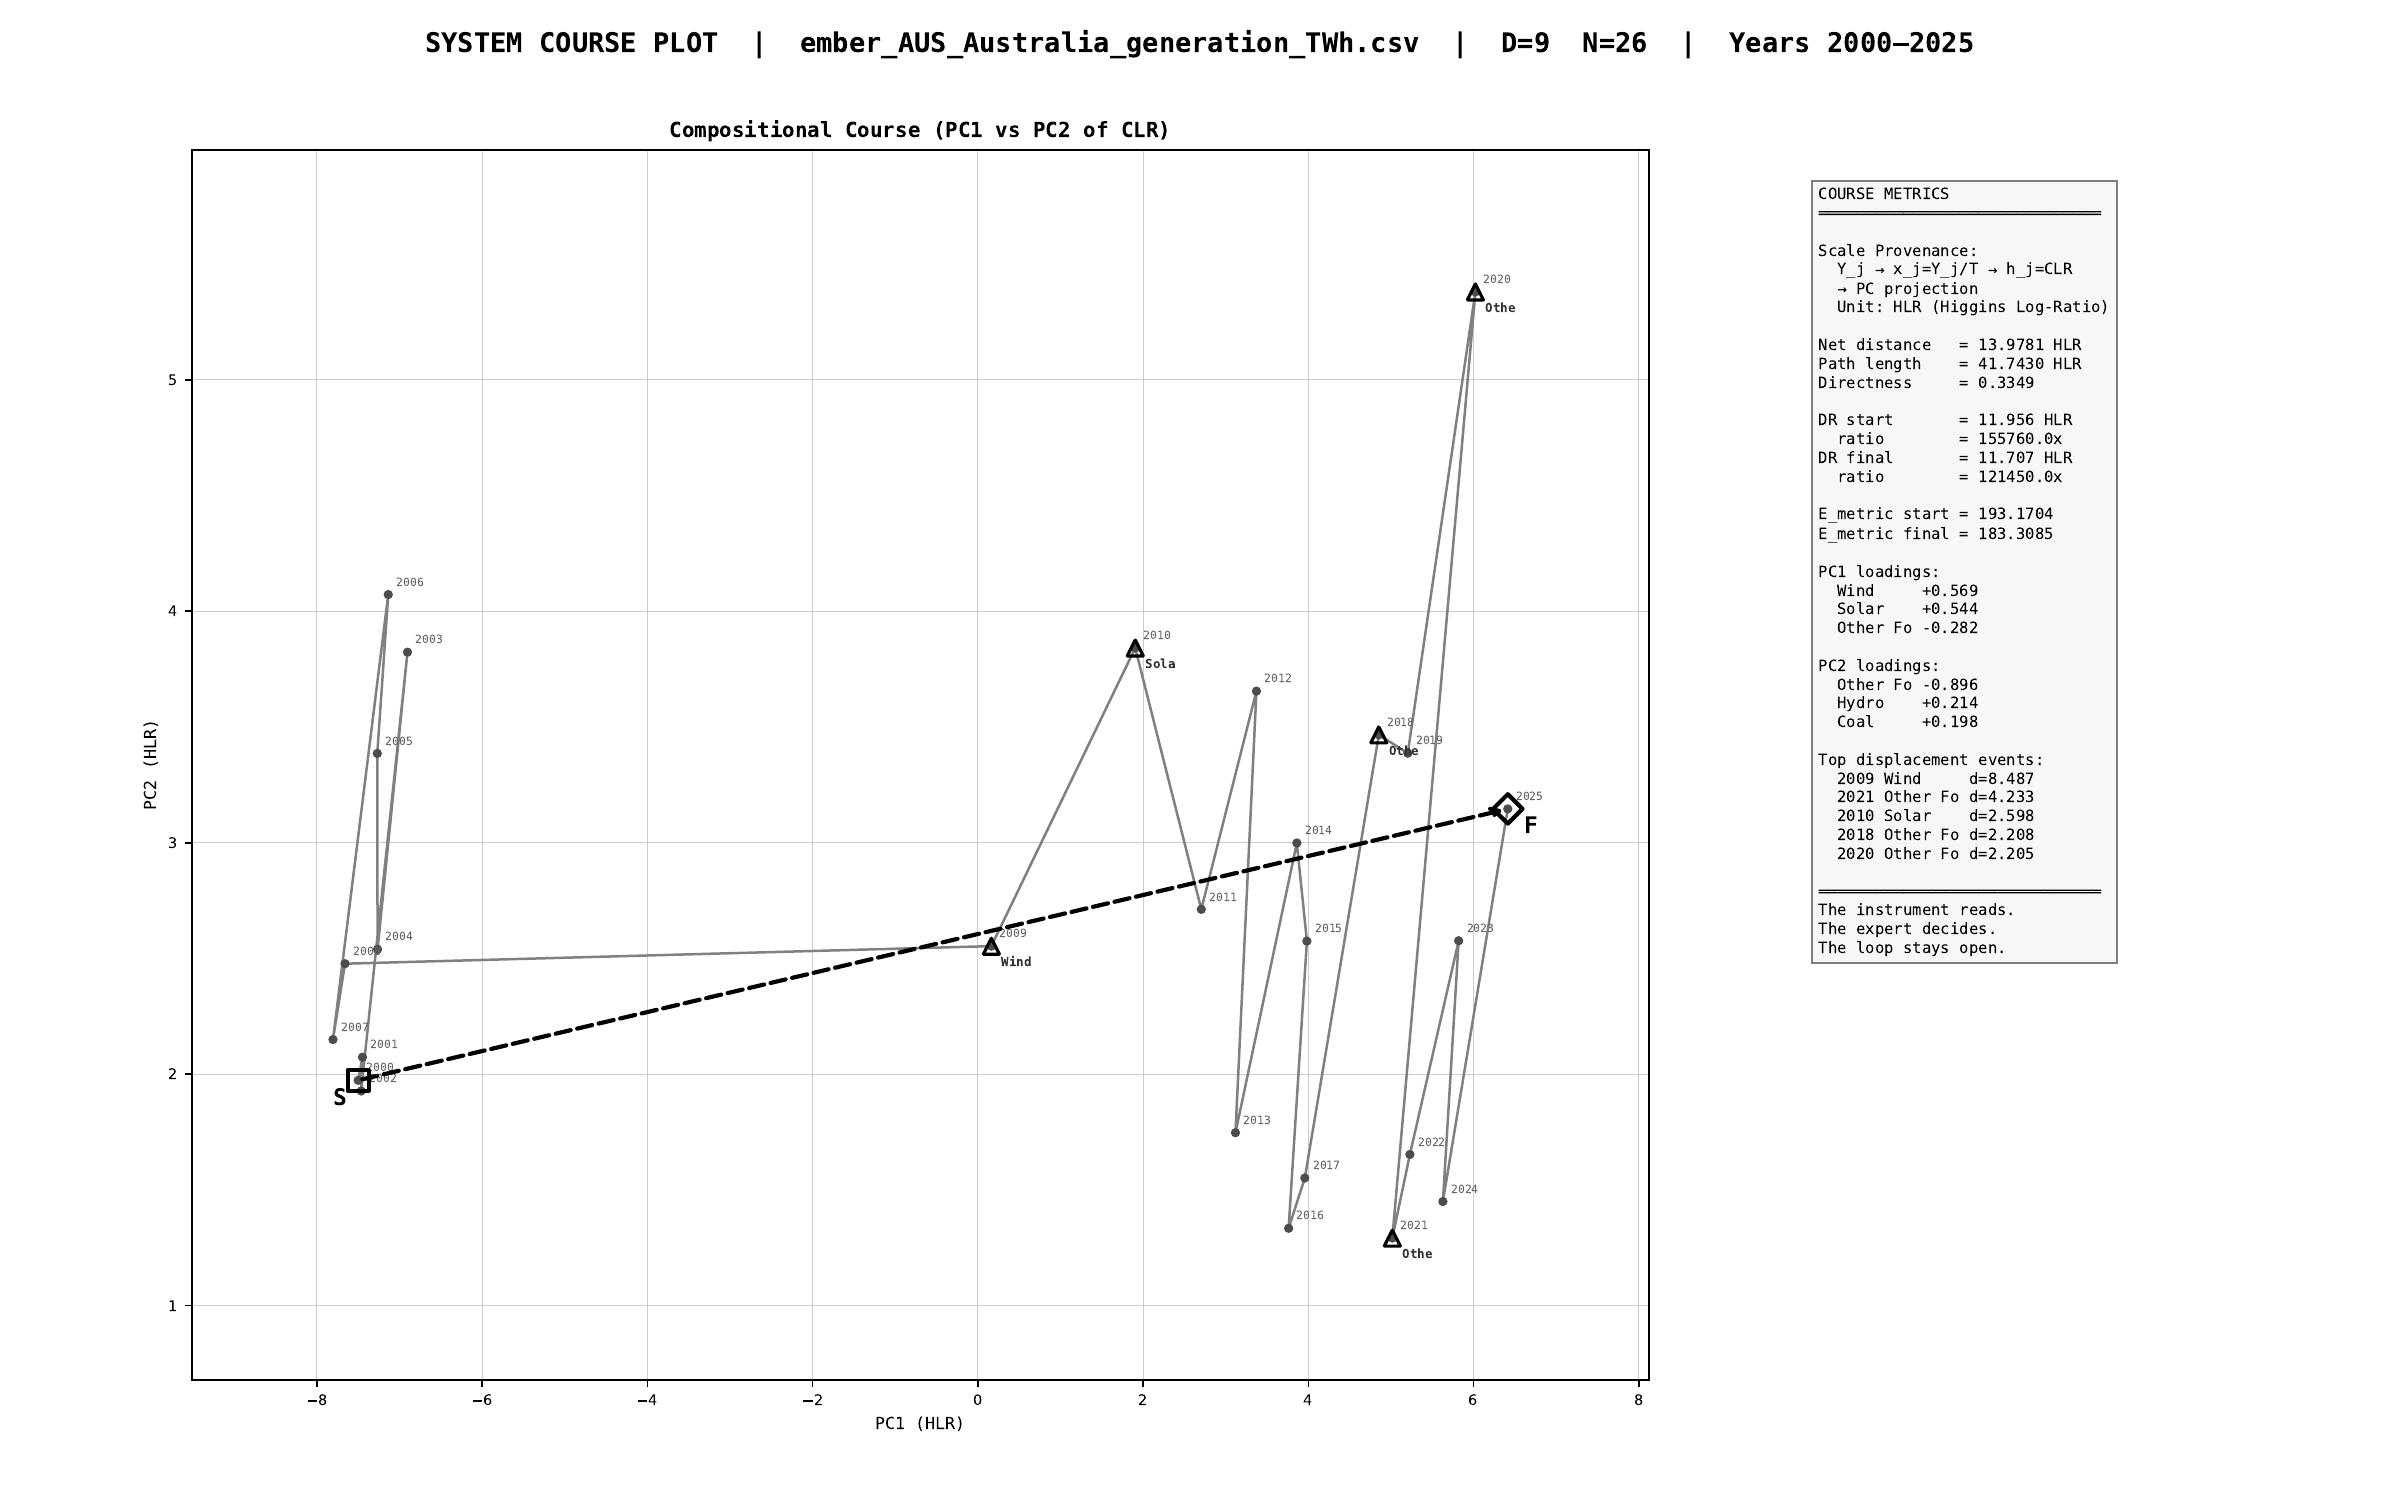 SYSTEM COURSE PLOT | ember_AUS_Australia_generation_TWh.csv | D=9 N=26 | Years 2000–2025
Compositional Course (PC1 vs PC2 of CLR)
2020
Othe
5
2006
4
2003
2010
Sola
2012
2018
Othe
2019
2005
2025
F
2014
3
2011
2015
2023
2009
Wind
2004
200
2007
2001
2000
2002
S
2
2013
2022
2017
2024
2016
2021
Othe
1
PC2 (HLR)
−8
−6
−4
−2
0
2
4
6
8
PC1 (HLR)
COURSE METRICS
Scale Provenance:
Y_j → x_j=Y_j/T → h_j=CLR
→ PC projection
Unit: HLR (Higgins Log-Ratio)
Net distance = 13.9781 HLR
Path length = 41.7430 HLR
Directness = 0.3349
DR start = 11.956 HLR
ratio = 155760.0x
DR final = 11.707 HLR
ratio = 121450.0x
E_metric start = 193.1704
E_metric final = 183.3085
PC1 loadings:
Wind +0.569
Solar +0.544
Other Fo -0.282
PC2 loadings:
Other Fo -0.896
Hydro +0.214
Coal +0.198
Top displacement events:
2009 Wind d=8.487
2021 Other Fo d=4.233
2010 Solar d=2.598
2018 Other Fo d=2.208
2020 Other Fo d=2.205
The instrument reads.
The expert decides.
The loop stays open.